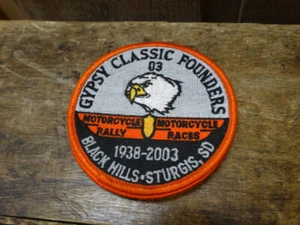 GYPSY CLASSIC FOUNDERS
03
MOTORCYCLE MOTORCYCLE
RALLY RACES
1938-2003
BLACK HILLS • STURGIS, SD